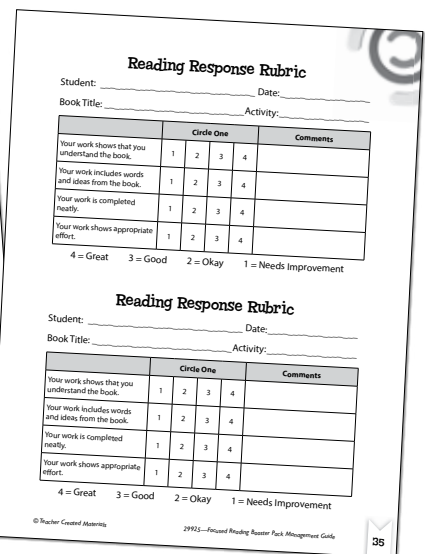 Reading Response Rubric
Student: Date:
Book Title: Activity:
Circle One Comments
Your work shows that you
understand the book. 1 2 3 4
Your work includes words
and ideas from the book. 1 2 3 4
Your work is completed
neatly. 1 2 3 4
Your work shows appropriate
effort. 1 2 3 4
4 = Great 3 = Good 2 = Okay 1 = Needs Improvement
Reading Response Rubric
Student: Date:
Book Title: Activity:
Circle One Comments
Your work shows that you
understand the book. 1 2 3 4
Your work includes words
and ideas from the book. 1 2 3 4
Your work is completed
neatly. 1 2 3 4
Your work shows appropriate
effort. 1 2 3 4
4 = Great 3 = Good 2 = Okay 1 = Needs Improvement
© Teacher Created Materials 29925—Focused Reading Booster Pack Management Guide 35